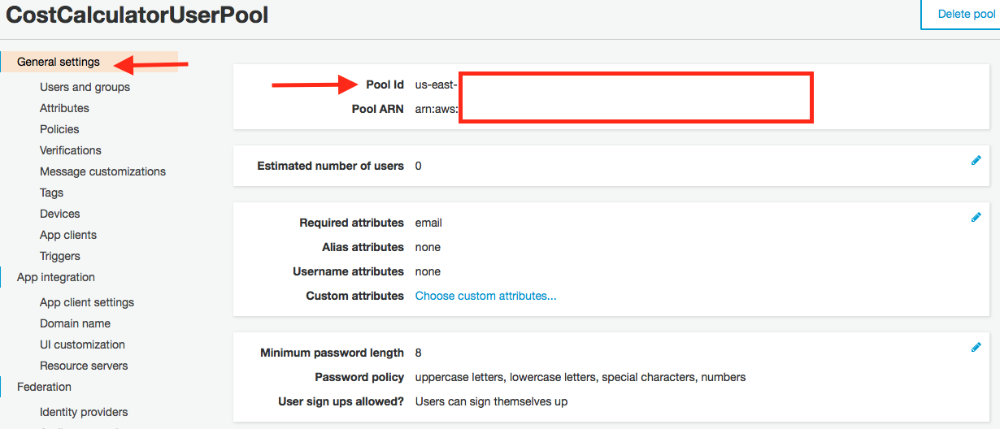 CostCalculatorUserPool
Delete pool
General settings
Users and groups
Attributes
Policies
Verifications
Message customizations
Tags
Devices
App clients
Triggers
App integration
App client settings
Domain name
UI customization
Resource servers
Federation
Identity providers
Pool Id us-east-
Pool ARN arn:aws:
Estimated number of users 0
Required attributes email
Alias attributes none
Username attributes none
Custom attributes Choose custom attributes...
Minimum password length 8
Password policy uppercase letters, lowercase letters, special characters, numbers
User sign ups allowed? Users can sign themselves up